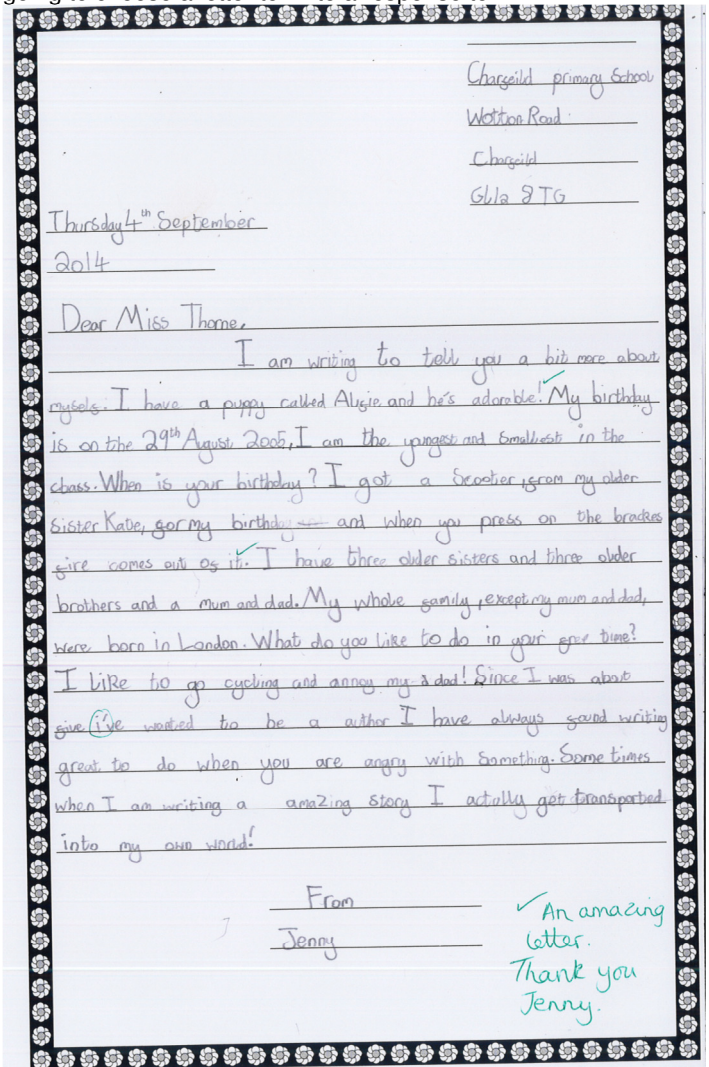 Charfeild primary School
Wotton Road
Charfeild
GL12 8TG
Thursday 4th September
2014
Dear Miss Thorne,
I am writing to tell you a bit more about
myself. I have a puppy called Alfie and he's adorable! My birthday
is on the 29th August 2005, I am the youngest and smallest in the
class. When is your birthday? I got a Scooter, from my older
Sister Katie, for my birthday and when you press on the brackes
fire comes out of it. I have three older sisters and three older
brothers and a mum and dad. My whole family, except my mum and dad,
were born in London. What do you like to do in your free time?
I like to go cycling and annoy my dad! Since I was about
five i've wanted to be a author I have always found writing
great to do when you are angry with something. Some times
when I am writing a amazing story I actully get transported
into my own world!
From
Jenny
An amazing
letter.
Thank you
Jenny.